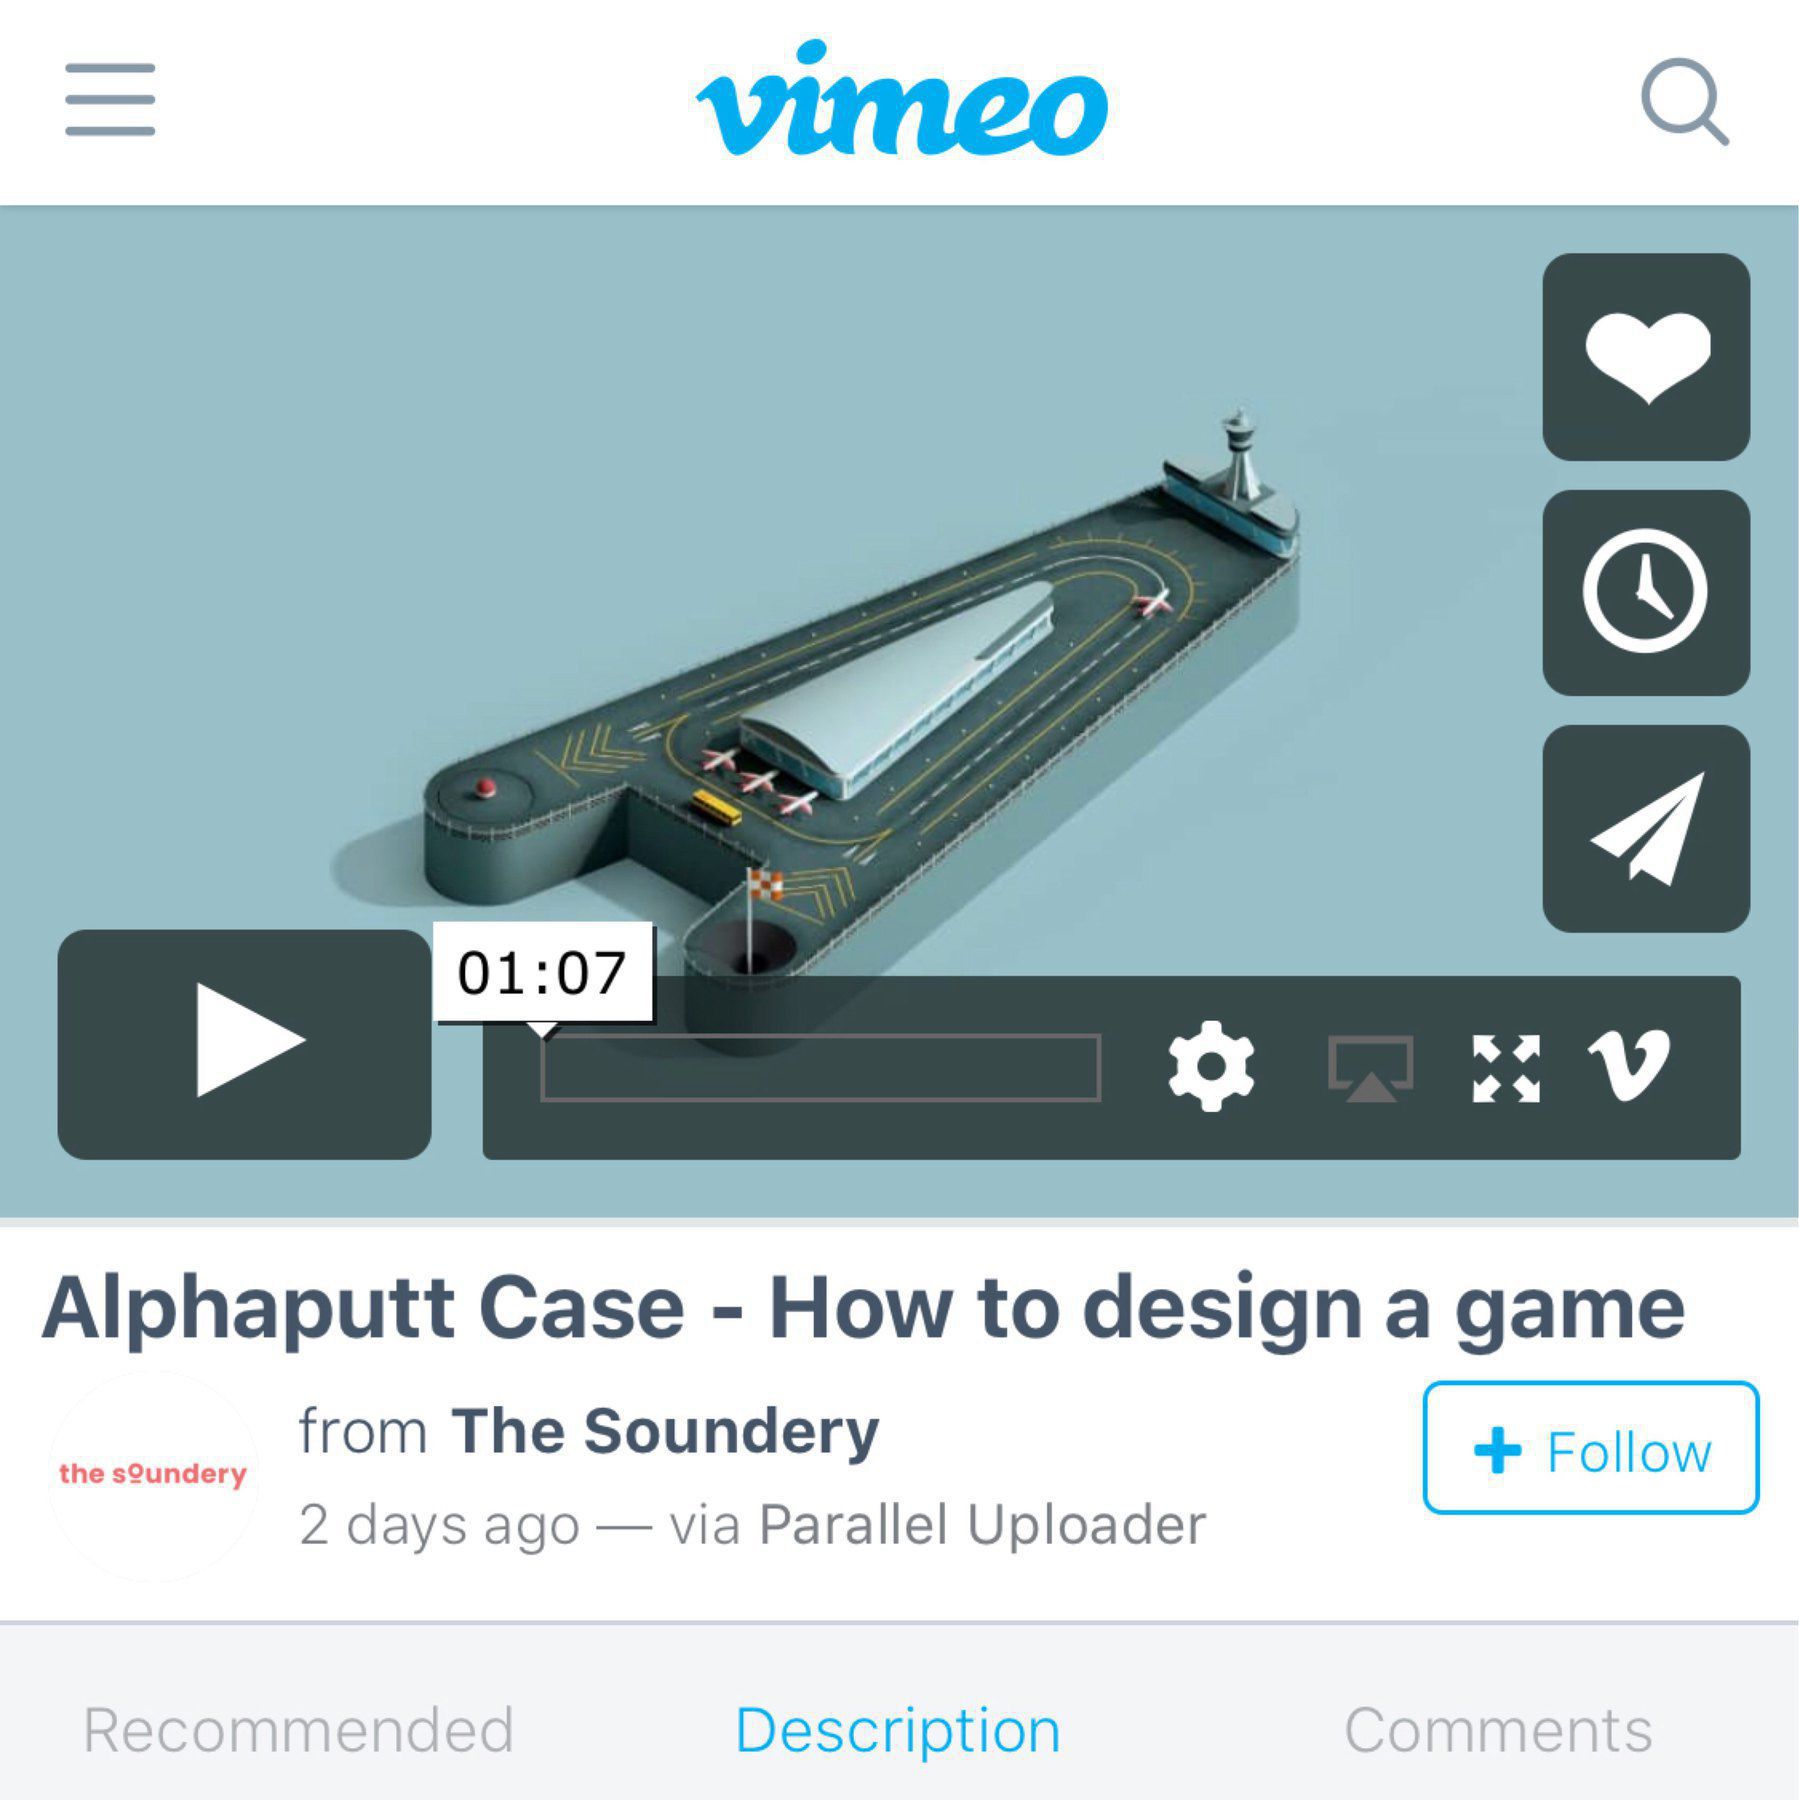 vimeo
01:07
Alphaputt Case - How to design a game
the soundery
from The Soundery
+ Follow
2 days ago — via Parallel Uploader
Recommended
Description
Comments